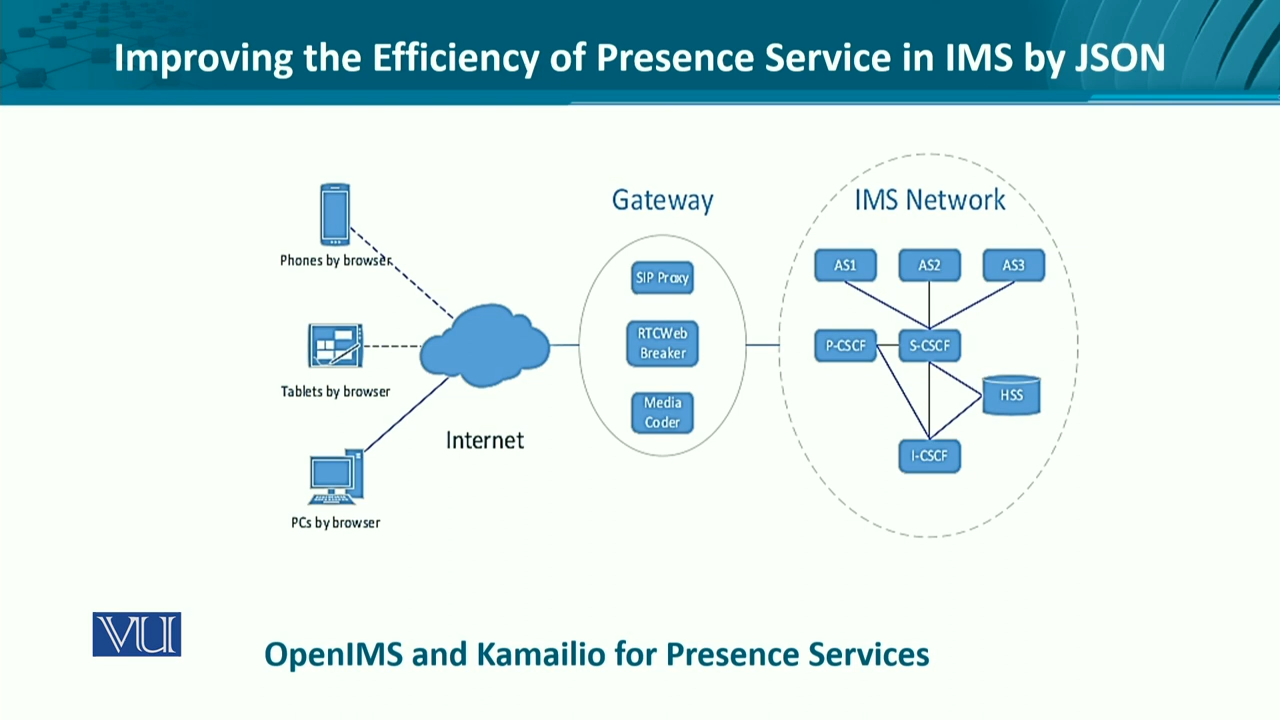 Improving the Efficiency of Presence Service in IMS by JSON
Gateway
IMS Network
Phones by browser
Tablets by browser
PCs by browser
Internet
SIP Proxy
RTCWeb
Breaker
Media
Coder
AS1
AS2
AS3
P-CSCF
S-CSCF
HSS
I-CSCF
VU
OpenIMS and Kamailio for Presence Services